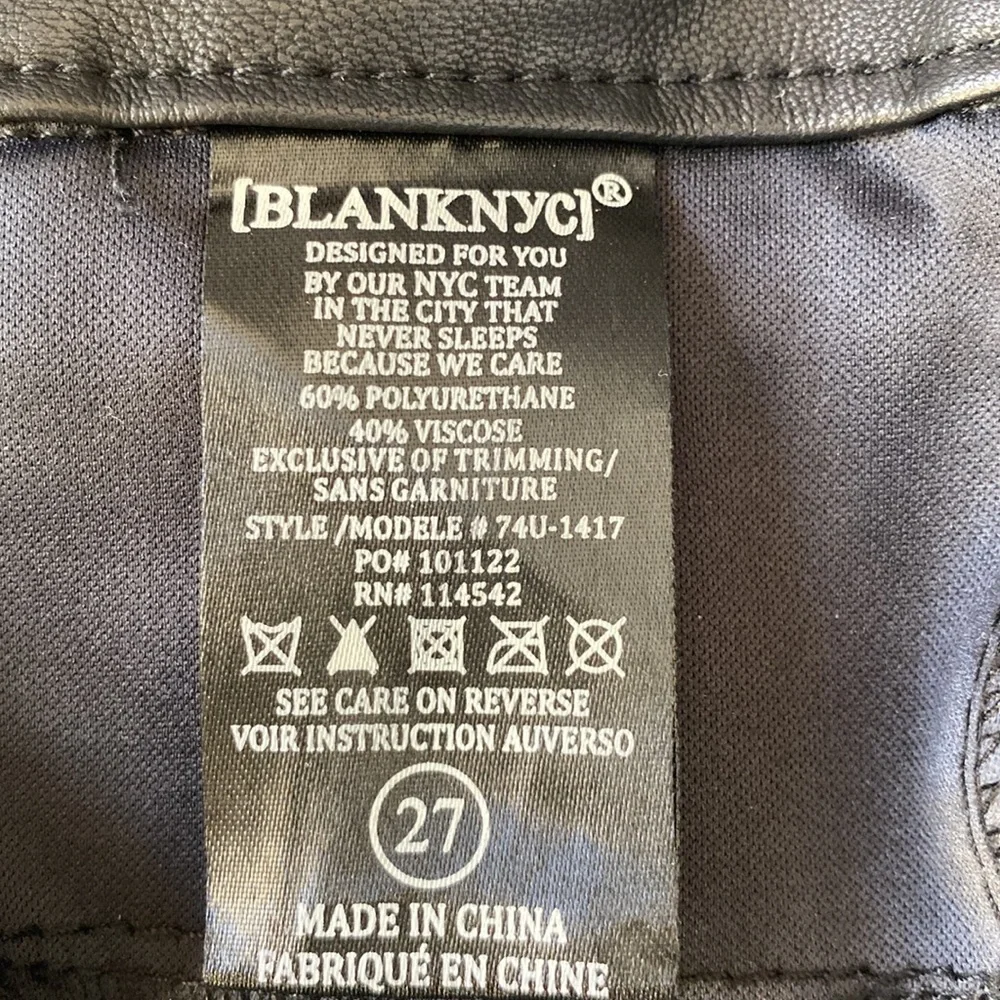 [BLANKNYC]®
DESIGNED FOR YOU
BY OUR NYC TEAM
IN THE CITY THAT
NEVER SLEEPS
BECAUSE WE CARE
60% POLYURETHANE
40% VISCOSE
EXCLUSIVE OF TRIMMING/
SANS GARNITURE
STYLE /MODELE # 74U-1417
PO# 101122
RN# 114542
SEE CARE ON REVERSE
VOIR INSTRUCTION AUVERSO
27
MADE IN CHINA
FABRIQUÉ EN CHINE